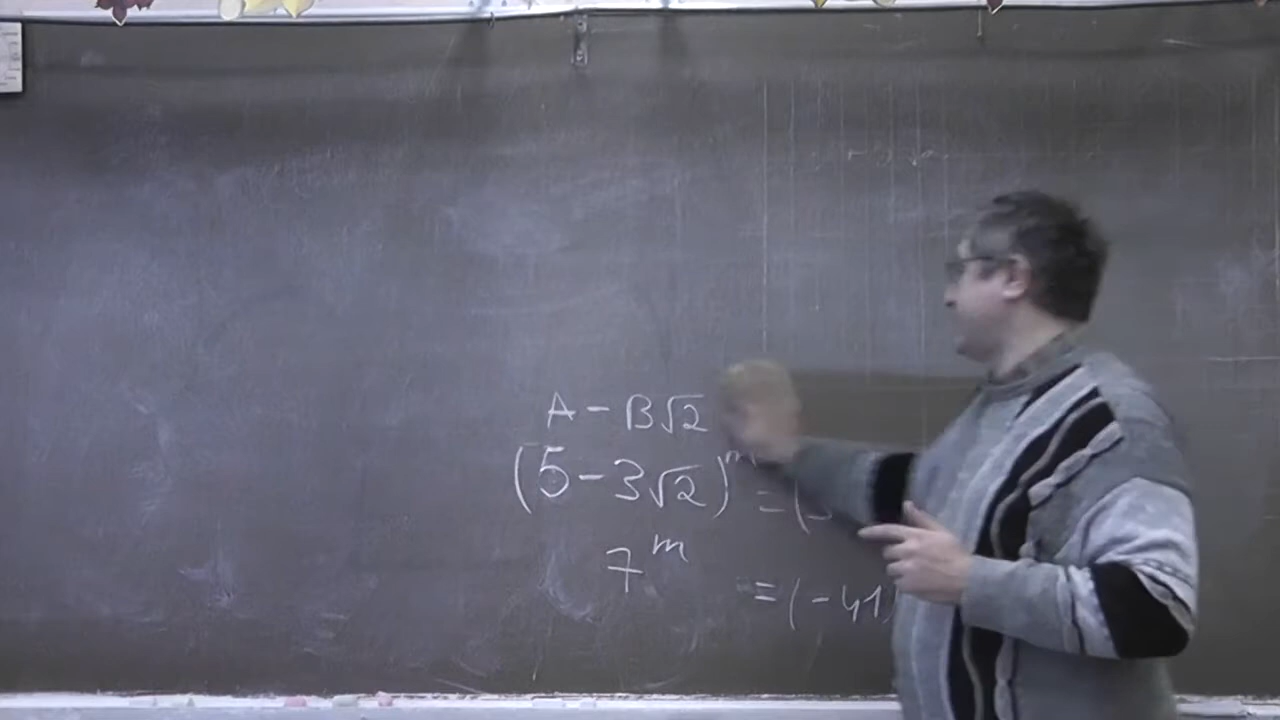 A - B√2
(5 - 3√2)^m = (
7^m
= (-41)